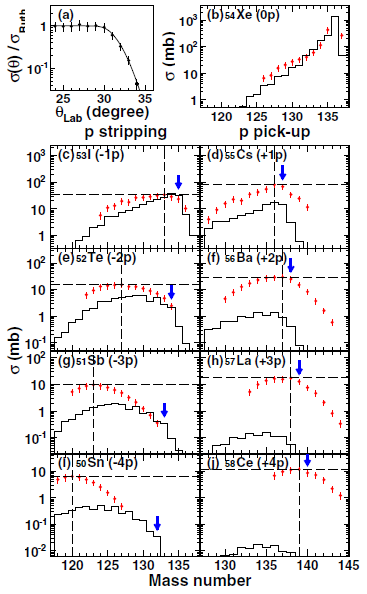 (a)
(b) 54Xe (0p)
σ(θ) / σRuth
1
10-1
25 30 35
θLab (degree)
σ (mb)
103
102
10
1
120 125 130 135
p stripping
p pick-up
(c) 53I (-1p)
(d) 55Cs (+1p)
103
102
10
1
(e) 52Te (-2p)
(f) 56Ba (+2p)
102
10
1
10-1
σ (mb)
(g) 51Sb (-3p)
(h) 57La (+3p)
102
10
1
10-1
(i) 50Sn (-4p)
(j) 58Ce (+4p)
10
1
10-1
10-2
120 125 130 135
130 135 140 145
Mass number